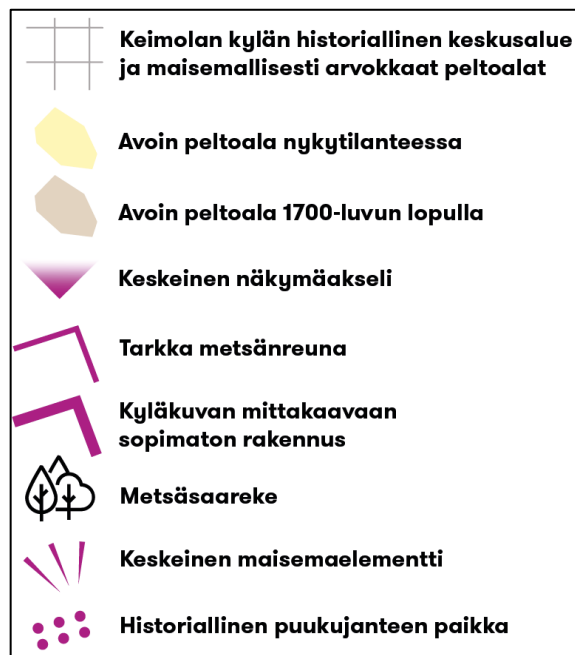 Keimolan kylän historiallinen keskusalue
ja maisemallisesti arvokkaat peltoalat
Avoin peltoala nykytilanteessa
Avoin peltoala 1700-luvun lopulla
Keskeinen näkymäakseli
Tarkka metsänreuna
Kyläkuvan mittakaavaan
sopimaton rakennus
Metsäsaareke
Keskeinen maisemaelementti
Historiallinen puukujanteen paikka